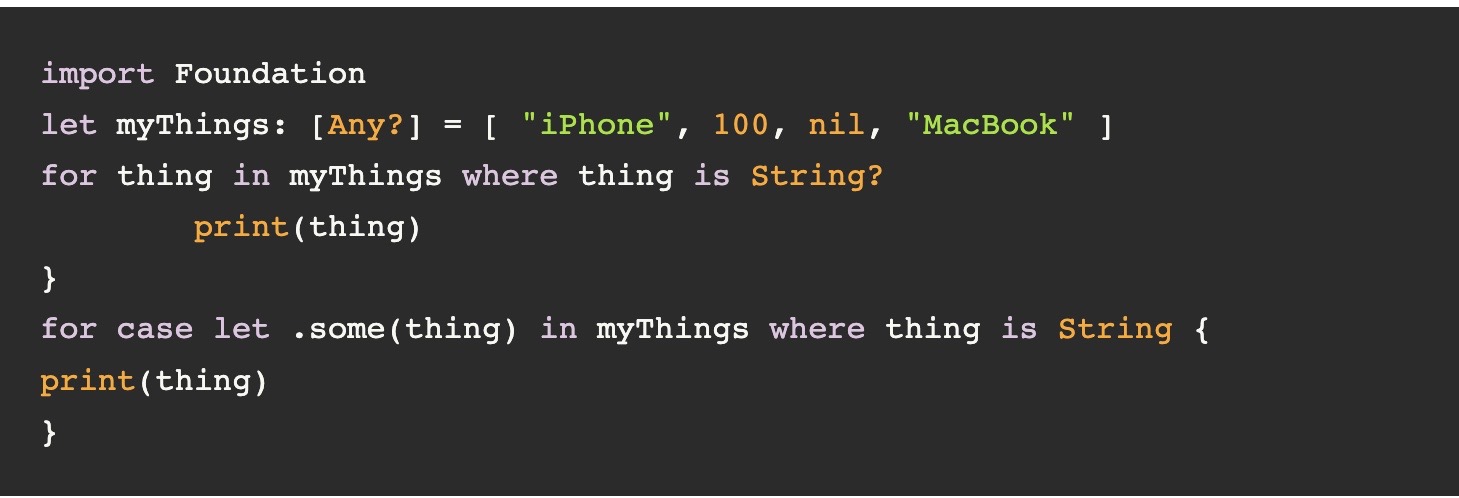 import Foundation
let myThings: [Any?] = [ "iPhone", 100, nil, "MacBook" ]
for thing in myThings where thing is String?
        print(thing)
}
for case let .some(thing) in myThings where thing is String {
print(thing)
}